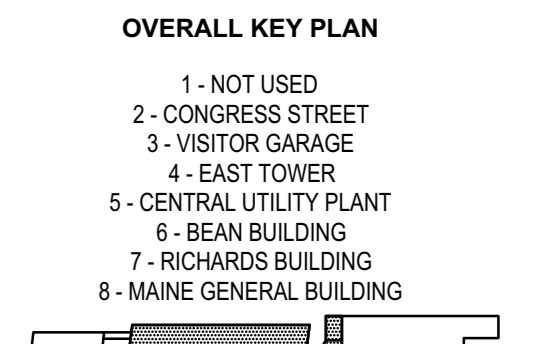 OVERALL KEY PLAN
1 - NOT USED
2 - CONGRESS STREET
3 - VISITOR GARAGE
4 - EAST TOWER
5 - CENTRAL UTILITY PLANT
6 - BEAN BUILDING
7 - RICHARDS BUILDING
8 - MAINE GENERAL BUILDING